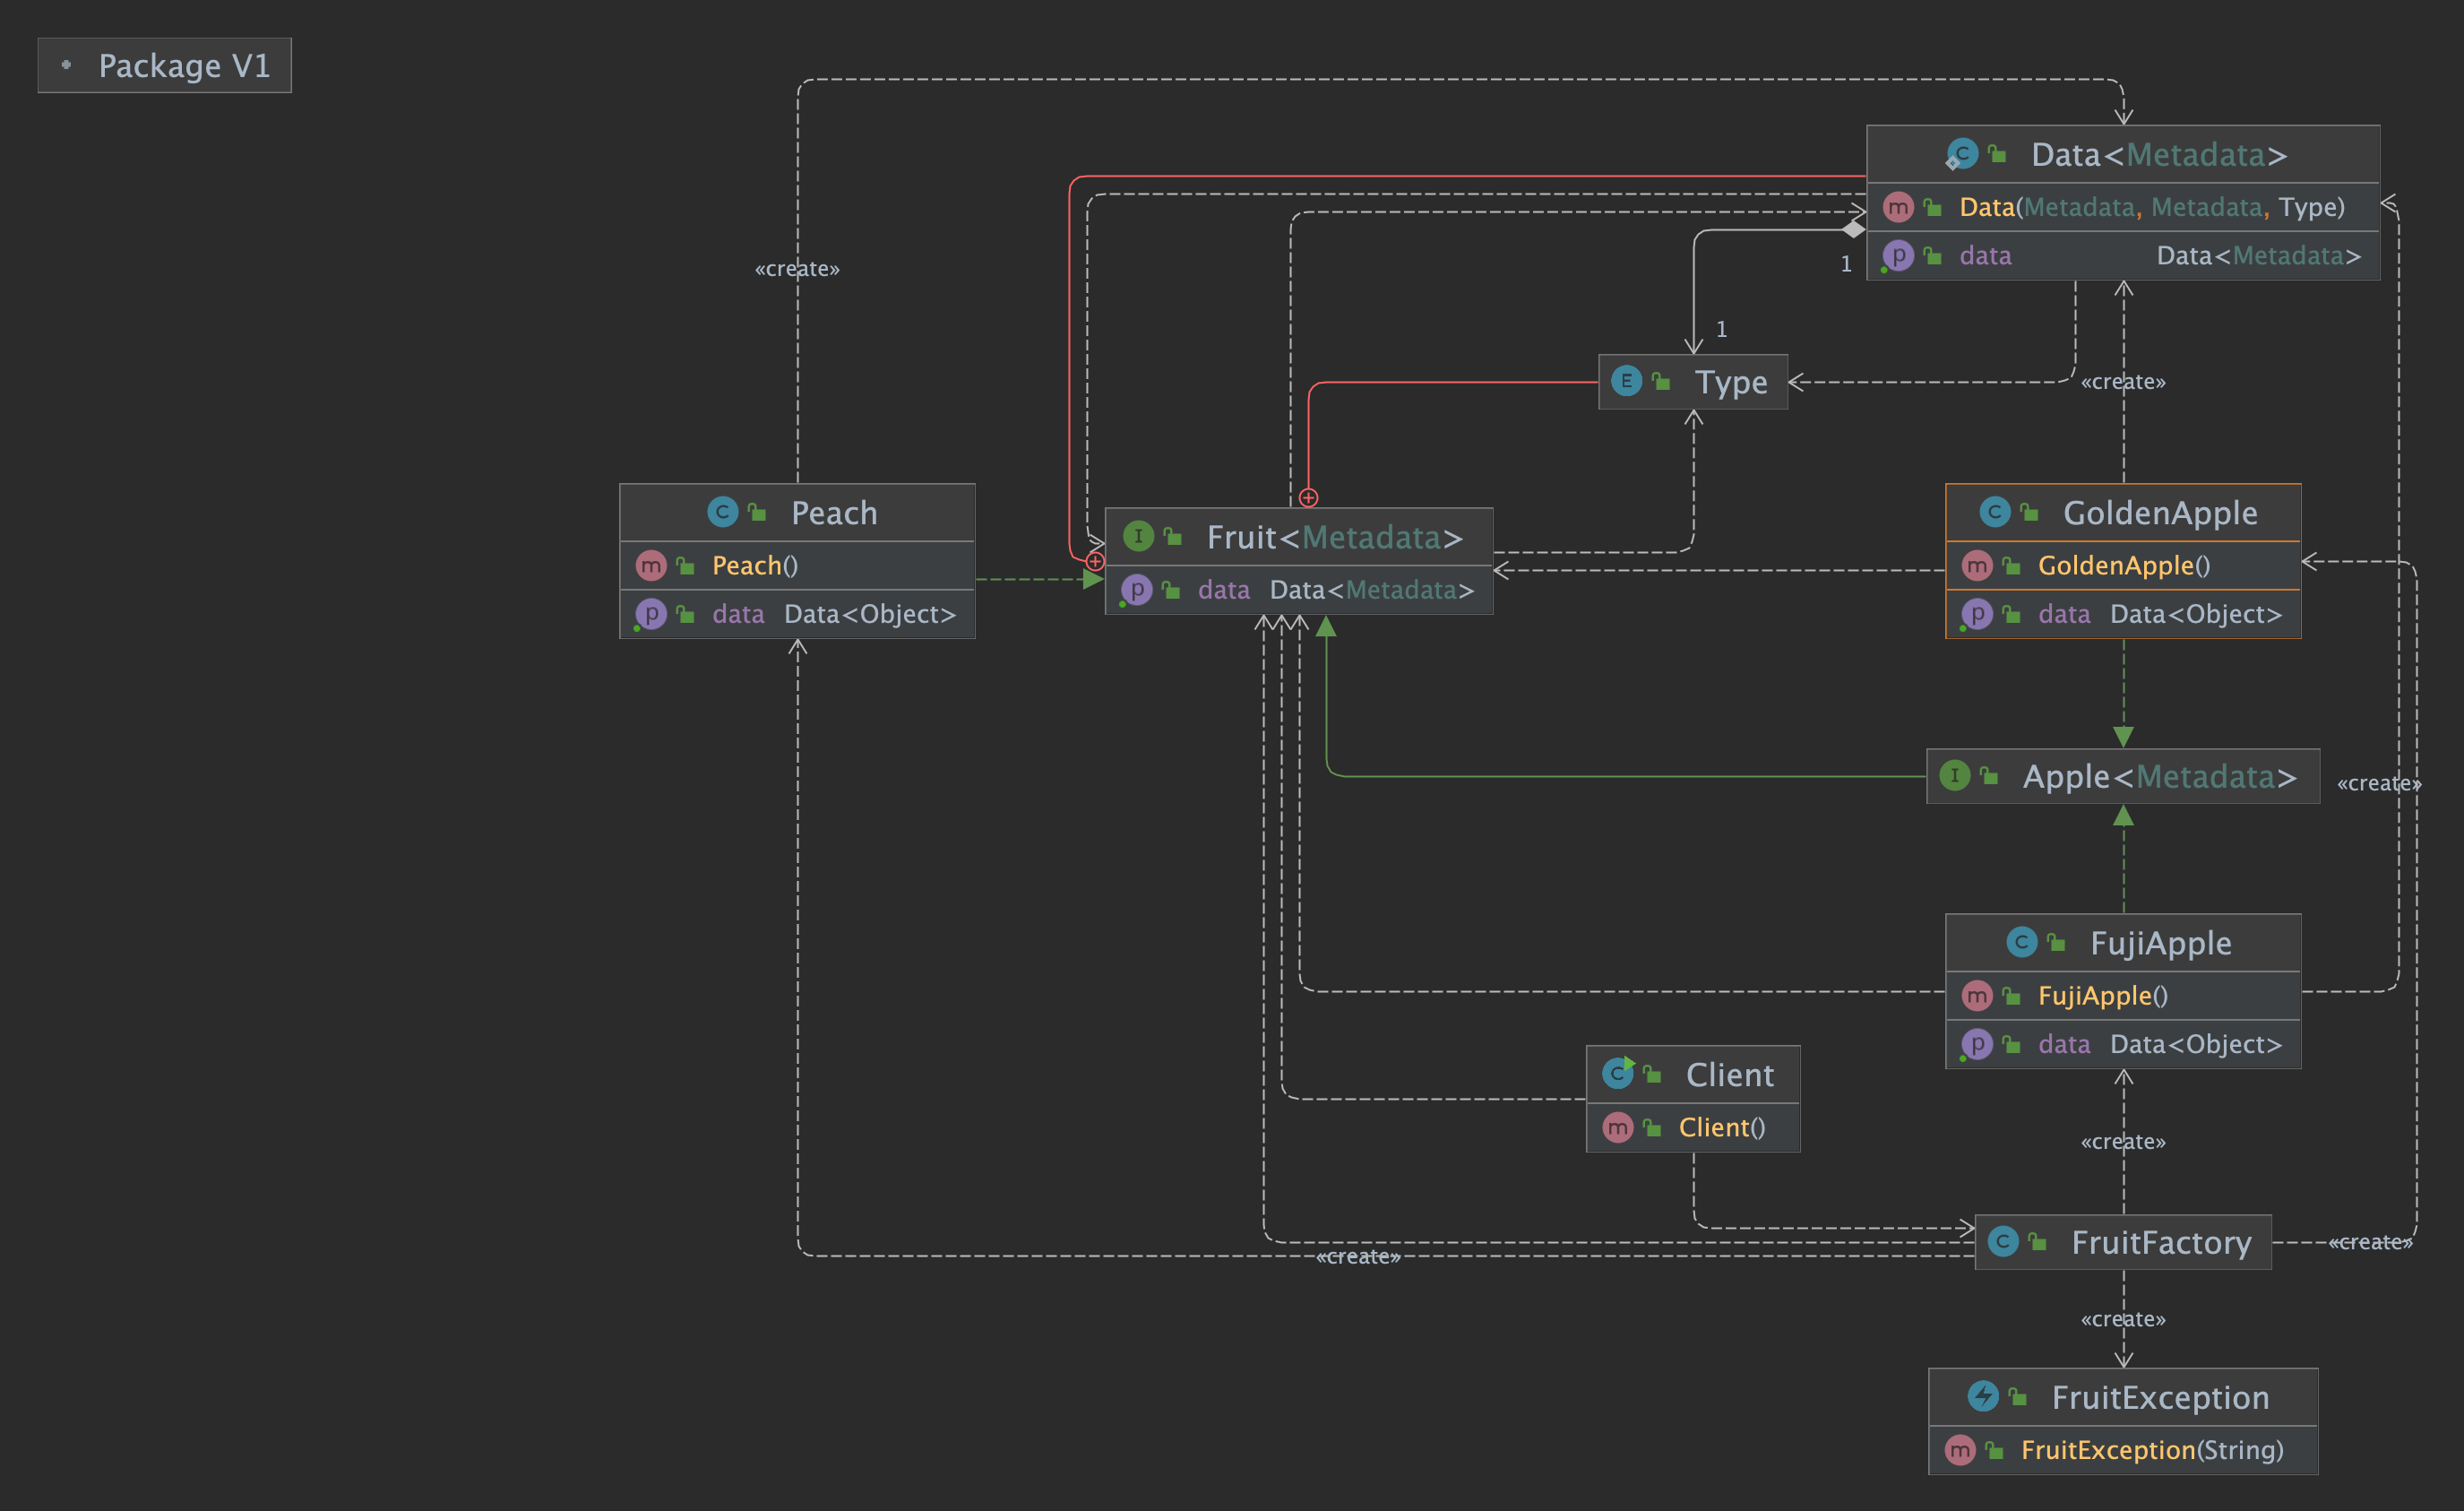 Package V1
Data<Metadata>
Data(Metadata, Metadata, Type)
data Data<Metadata>
«create»
1
1
Type
«create»
Peach
Peach()
data Data<Object>
Fruit<Metadata>
data Data<Metadata>
GoldenApple
GoldenApple()
data Data<Object>
Apple<Metadata>
«create»
FujiApple
FujiApple()
data Data<Object>
Client
Client()
«create»
FruitFactory
«create»
«create»
«create»
FruitException
FruitException(String)